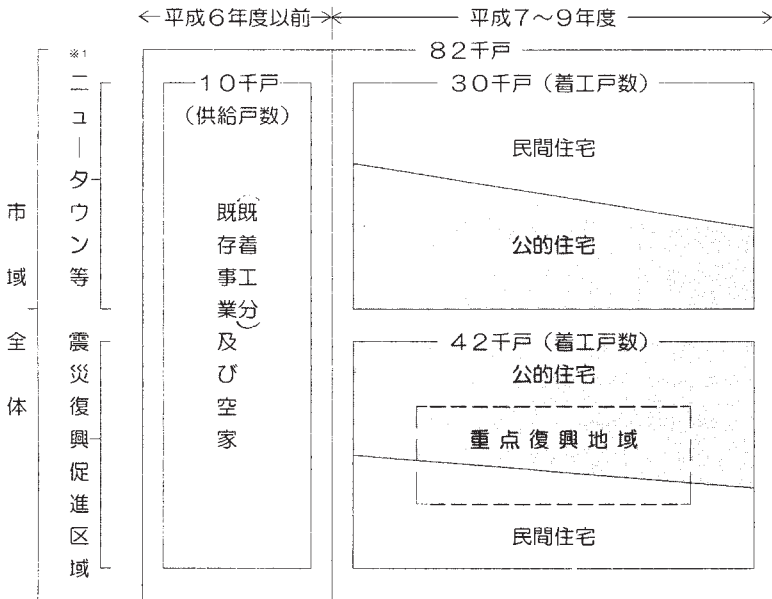 平成6年度以前
平成7〜9年度
82千戸
※1
ニュータウン等
10千戸
(供給戸数)
30千戸(着工戸数)
民間住宅
公的住宅
市域全体
既存事業(既着工分)及び空家
震災復興促進区域
42千戸(着工戸数)
公的住宅
重点復興地域
民間住宅